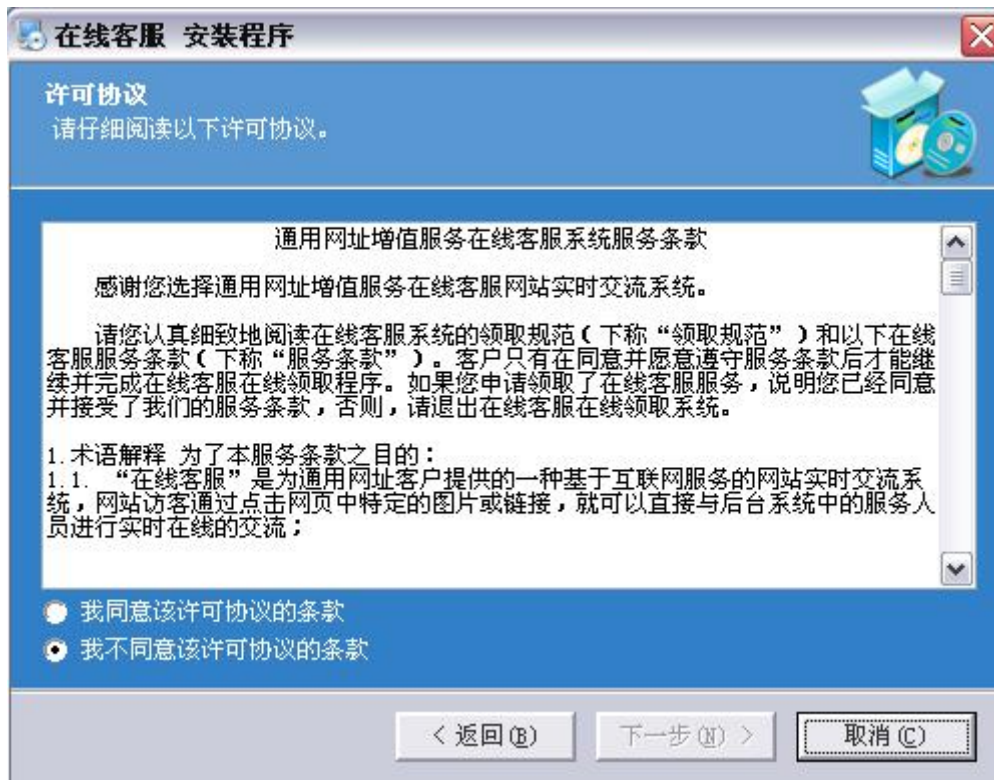 在线客服 安装程序
许可协议
请仔细阅读以下许可协议。
通用网址增值服务在线客服系统服务条款
感谢您选择通用网址增值服务在线客服网站实时交流系统。
请您认真细致地阅读在线客服系统的领取规范(下称“领取规范”)和以下在线
客服服务条款(下称“服务条款”)。客户只有在同意并愿意遵守服务条款后才能继
续并完成在线客服在线领取程序。如果您申请领取了在线客服服务,说明您已经同意
并接受了我们的服务条款,否则,请退出在线客服在线领取系统。
1.术语解释 为了本服务条款之目的:
1.1. “在线客服”是为通用网址客户提供的一种基于互联网服务的网站实时交流系
统,网站访客通过点击网页中特定的图片或链接,就可以直接与后台系统中的服务人
员进行实时在线的交流;
我同意该许可协议的条款
我不同意该许可协议的条款
< 返回(B) 下一步(N) > 取消(C)